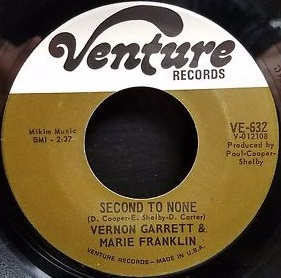 Venture
RECORDS
Mikim Music
BMI - 2:37
VE-632
V-012108
Produced by
Paul-Cooper-
Shelby
SECOND TO NONE
(D. Cooper-E. Shelby-D. Carter)
VERNON GARRETT &
MARIE FRANKLIN
VENTURE RECORDS - MADE IN U.S.A.